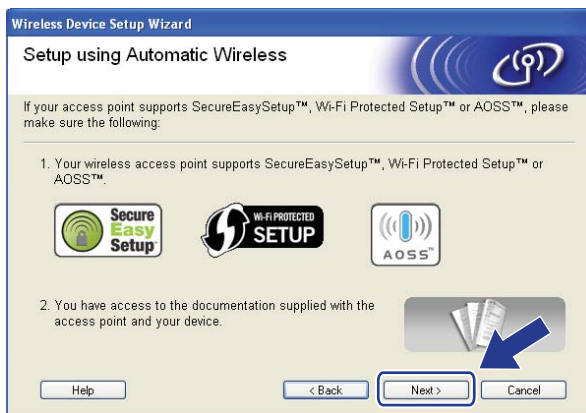 Wireless Device Setup Wizard
Setup using Automatic Wireless
If your access point supports SecureEasySetup™, Wi-Fi Protected Setup™ or AOSS™, please
make sure the following:
1. Your wireless access point supports SecureEasySetup™, Wi-Fi Protected Setup™ or
AOSS™.
Secure
Easy
Setup™
WI-FI PROTECTED
SETUP
AOSS™
2. You have access to the documentation supplied with the
access point and your device.
Help
< Back
Next >
Cancel